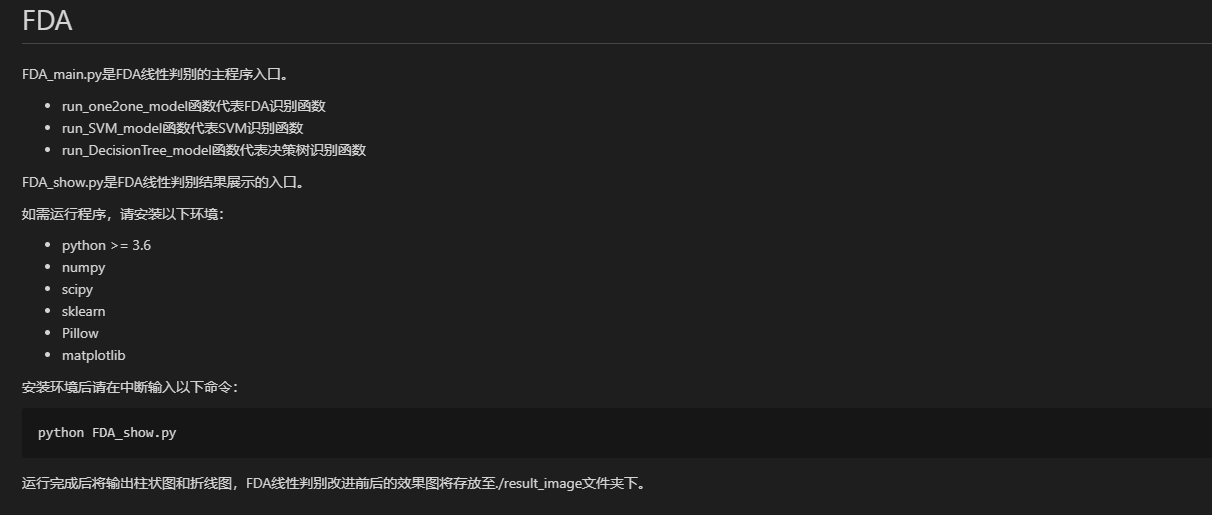 FDA
FDA_main.py是FDA线性判别的主程序入口。
• run_one2one_model函数代表FDA识别函数
• run_SVM_model函数代表SVM识别函数
• run_DecisionTree_model函数代表决策树识别函数
FDA_show.py是FDA线性判别结果展示的入口。
如需运行程序，请安装以下环境：
• python >= 3.6
• numpy
• scipy
• sklearn
• Pillow
• matplotlib
安装环境后请在中断输入以下命令：
python FDA_show.py
运行完成后将输出柱状图和折线图，FDA线性判别改进前后的效果图将存放至./result_image文件夹下。